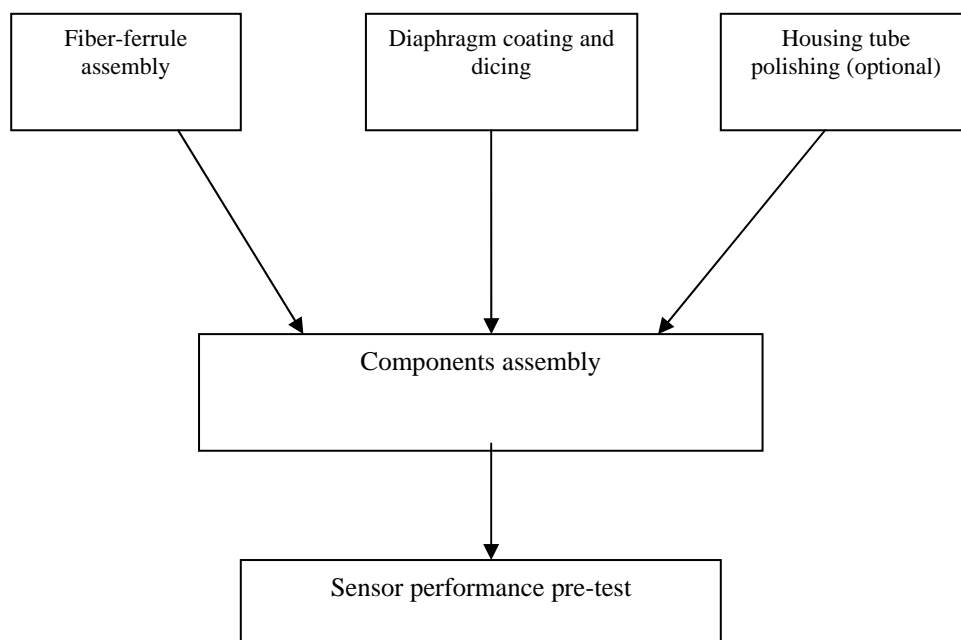 Fiber-ferrule
assembly
Diaphragm coating and
dicing
Housing tube
polishing (optional)
Components assembly
Sensor performance pre-test